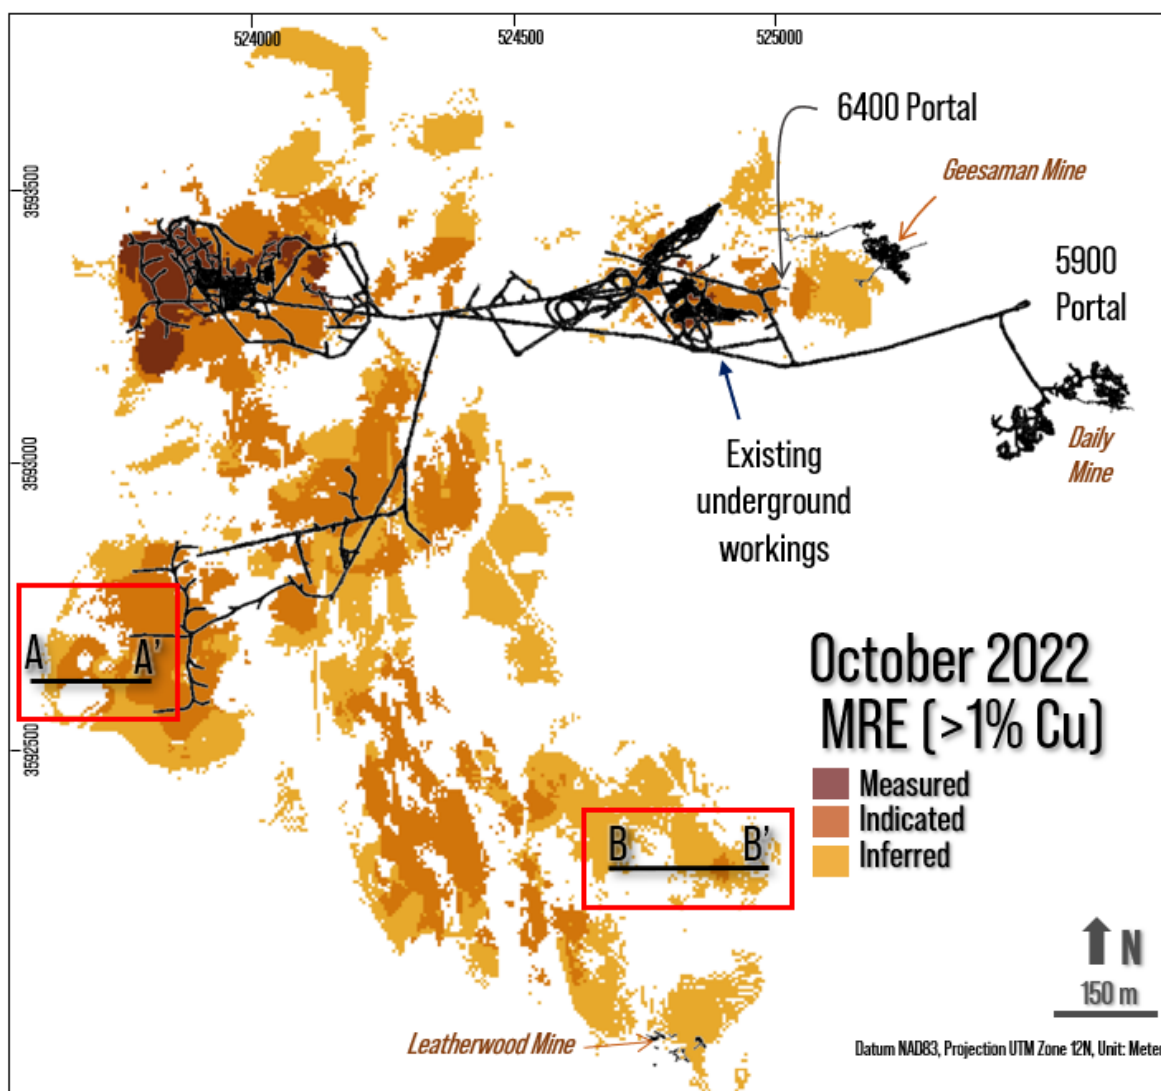 524000
524500
525000
6400 Portal
Geesaman Mine
3593500
5900
Portal
Existing
underground
workings
Daily
Mine
3593000
A
A'
October 2022
MRE (>1% Cu)
Measured
Indicated
Inferred
3592500
B
B'
N
150 m
Leatherwood Mine
Datum NAD83, Projection UTM Zone 12N, Unit: Meter